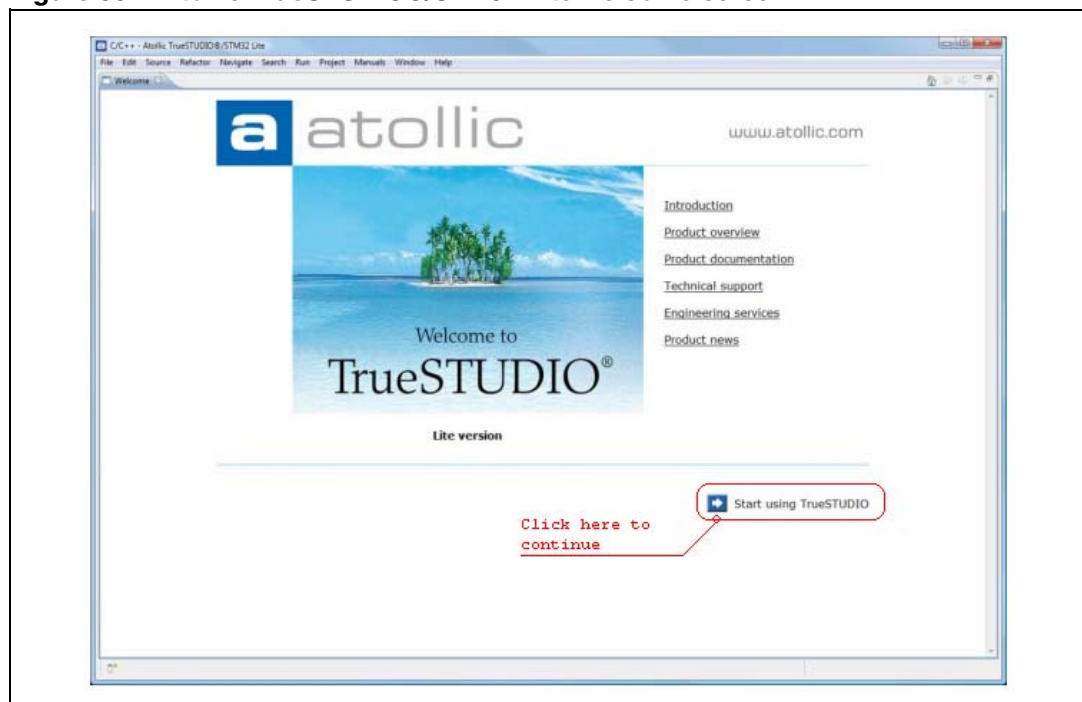 C/C++ - Atollic TrueSTUDIO®/STM32 Lite
File Edit Source Refactor Navigate Search Run Project Manuals Window Help
Welcome
a atollic
www.atollic.com
Introduction
Product overview
Product documentation
Technical support
Engineering services
Product news
Welcome to
TrueSTUDIO®
Lite version
Start using TrueSTUDIO
Click here to
continue